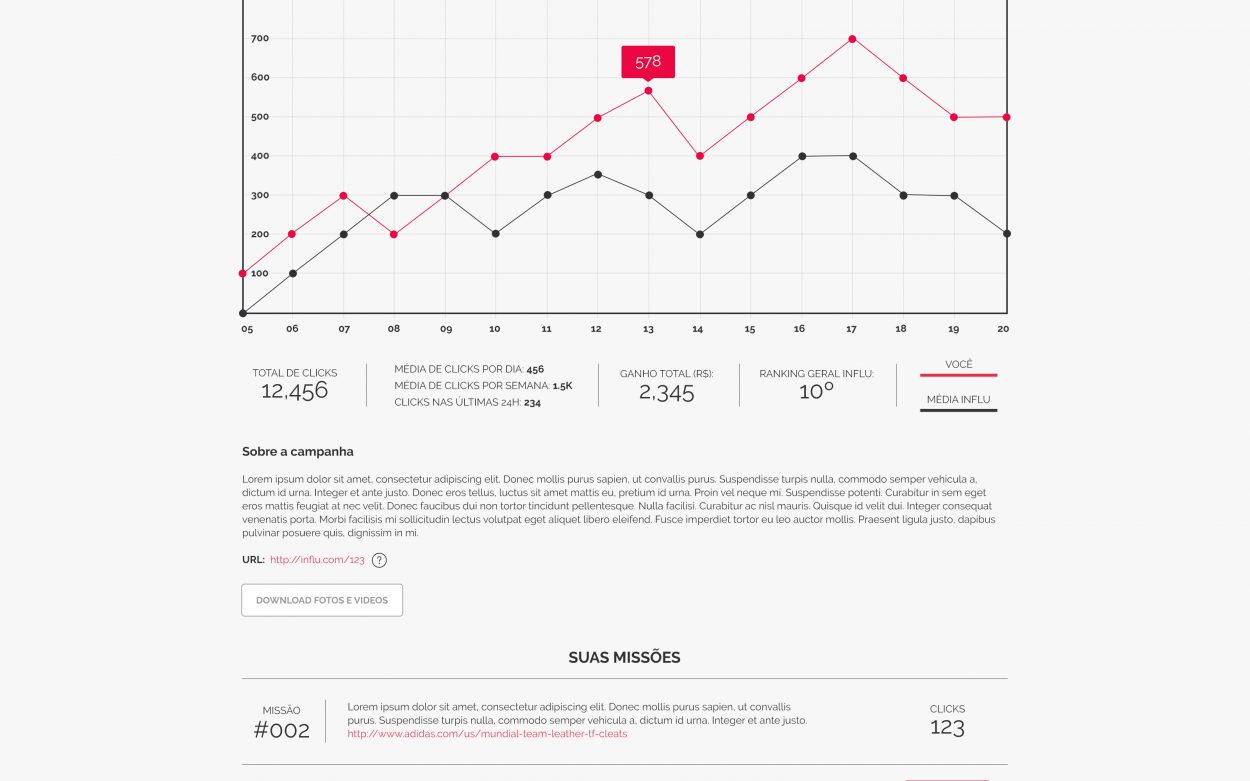 700
578
600
500
400
300
200
100
05 06 07 08 09 10 11 12 13 14 15 16 17 18 19 20
TOTAL DE CLICKS
12,456
MÉDIA DE CLICKS POR DIA: 456
MÉDIA DE CLICKS POR SEMANA: 1.5K
CLICKS NAS ÚLTIMAS 24H: 234
GANHO TOTAL (R$):
2,345
RANKING GERAL INFLU:
10º
VOCÊ
MÉDIA INFLU
Sobre a campanha
Lorem ipsum dolor sit amet, consectetur adipiscing elit. Donec mollis purus sapien, ut convallis purus. Suspendisse turpis nulla, commodo semper vehicula a,
dictum id urna. Integer et ante justo. Donec eros tellus, luctus sit amet mattis eu, pretium id urna. Proin vel neque mi. Suspendisse potenti. Curabitur in sem eget
eros mattis feugiat at nec velit. Donec faucibus dui non tortor tincidunt pellentesque. Nulla facilisi. Curabitur ac nisl mauris. Quisque id velit dui. Integer consequat
venenatis porta. Morbi facilisis mi sollicitudin lectus volutpat eget aliquet libero eleifend. Fusce imperdiet tortor eu leo auctor mollis. Praesent ligula justo, dapibus
pulvinar posuere quis, dignissim in mi.
URL: http://influ.com/123 ?
DOWNLOAD FOTOS E VIDEOS
SUAS MISSÕES
MISSÃO
#002
Lorem ipsum dolor sit amet, consectetur adipiscing elit. Donec mollis purus sapien, ut convallis
purus. Suspendisse turpis nulla, commodo semper vehicula a, dictum id urna. Integer et ante justo.
http://www.adidas.com/us/mundial-team-leather-tf-cleats
CLICKS
123